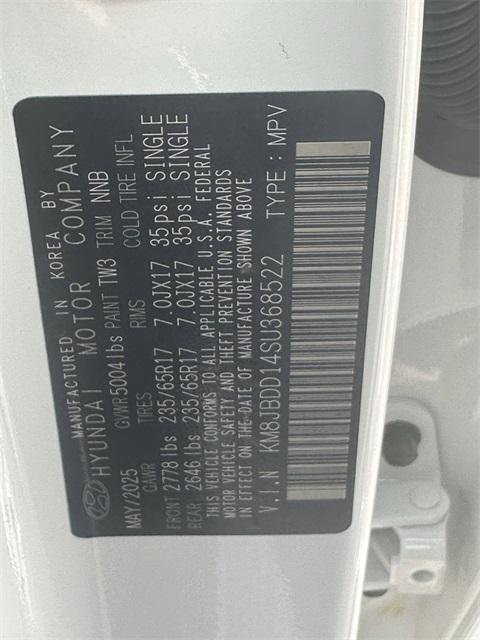 MANUFACTURED IN KOREA BY
HYUNDAI MOTOR COMPANY
MAY/2025 GVWR 5004 lbs PAINT TW3 TRIM NNB
GAWR TIRES RIMS COLD TIRE INFL
FRONT 2778 lbs 235/65R17 7.0JX17 35psi SINGLE
REAR 2646 lbs 235/65R17 7.0JX17 35psi SINGLE
THIS VEHICLE CONFORMS TO ALL APPLICABLE U.S.A. FEDERAL
MOTOR VEHICLE SAFETY AND THEFT PREVENTION STANDARDS
IN EFFECT ON THE DATE OF MANUFACTURE SHOWN ABOVE
V.I.N KM8JBDD14SU368522 TYPE : MPV